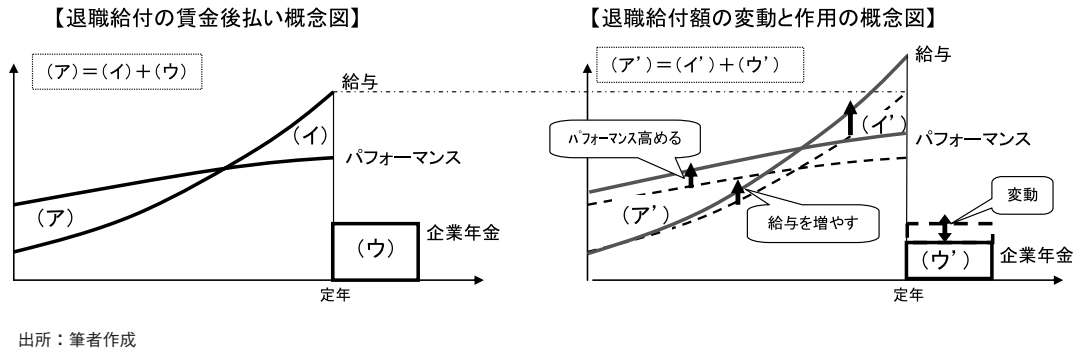 【退職給付の賃金後払い概念図】
(ア)=(イ)+(ウ)
給与
(イ)
パフォーマンス
(ア)
(ウ)
企業年金
定年
【退職給付額の変動と作用の概念図】
(ア')=(イ')+(ウ')
給与
(イ')
パフォーマンス高める
パフォーマンス
(ア')
給与を増やす
変動
(ウ')
企業年金
定年
出所:筆者作成